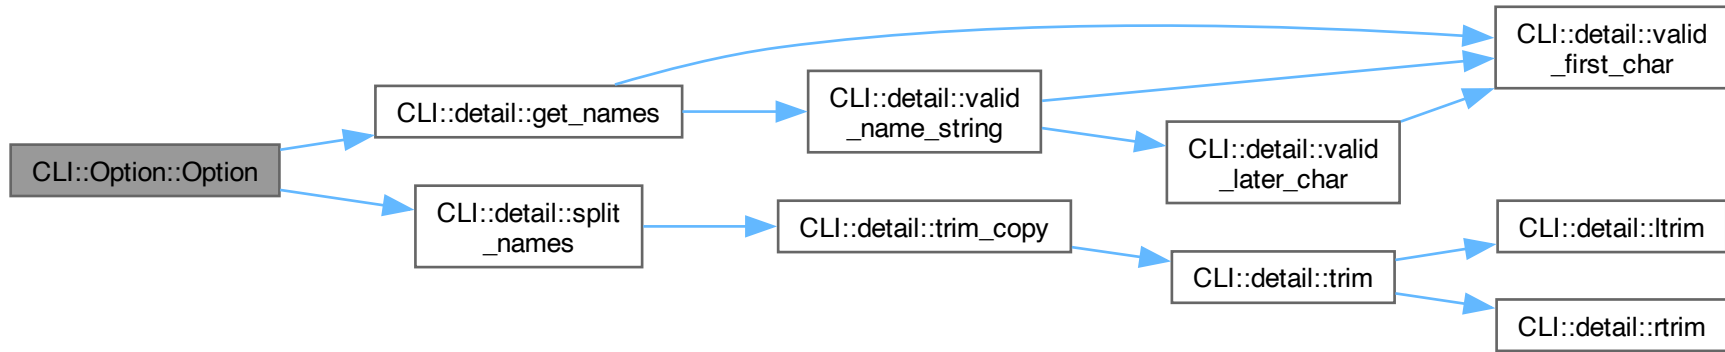 CLI::Option::Option
CLI::detail::get_names
CLI::detail::split
_names
CLI::detail::valid
_name_string
CLI::detail::trim_copy
CLI::detail::valid
_later_char
CLI::detail::trim
CLI::detail::valid
_first_char
CLI::detail::ltrim
CLI::detail::rtrim